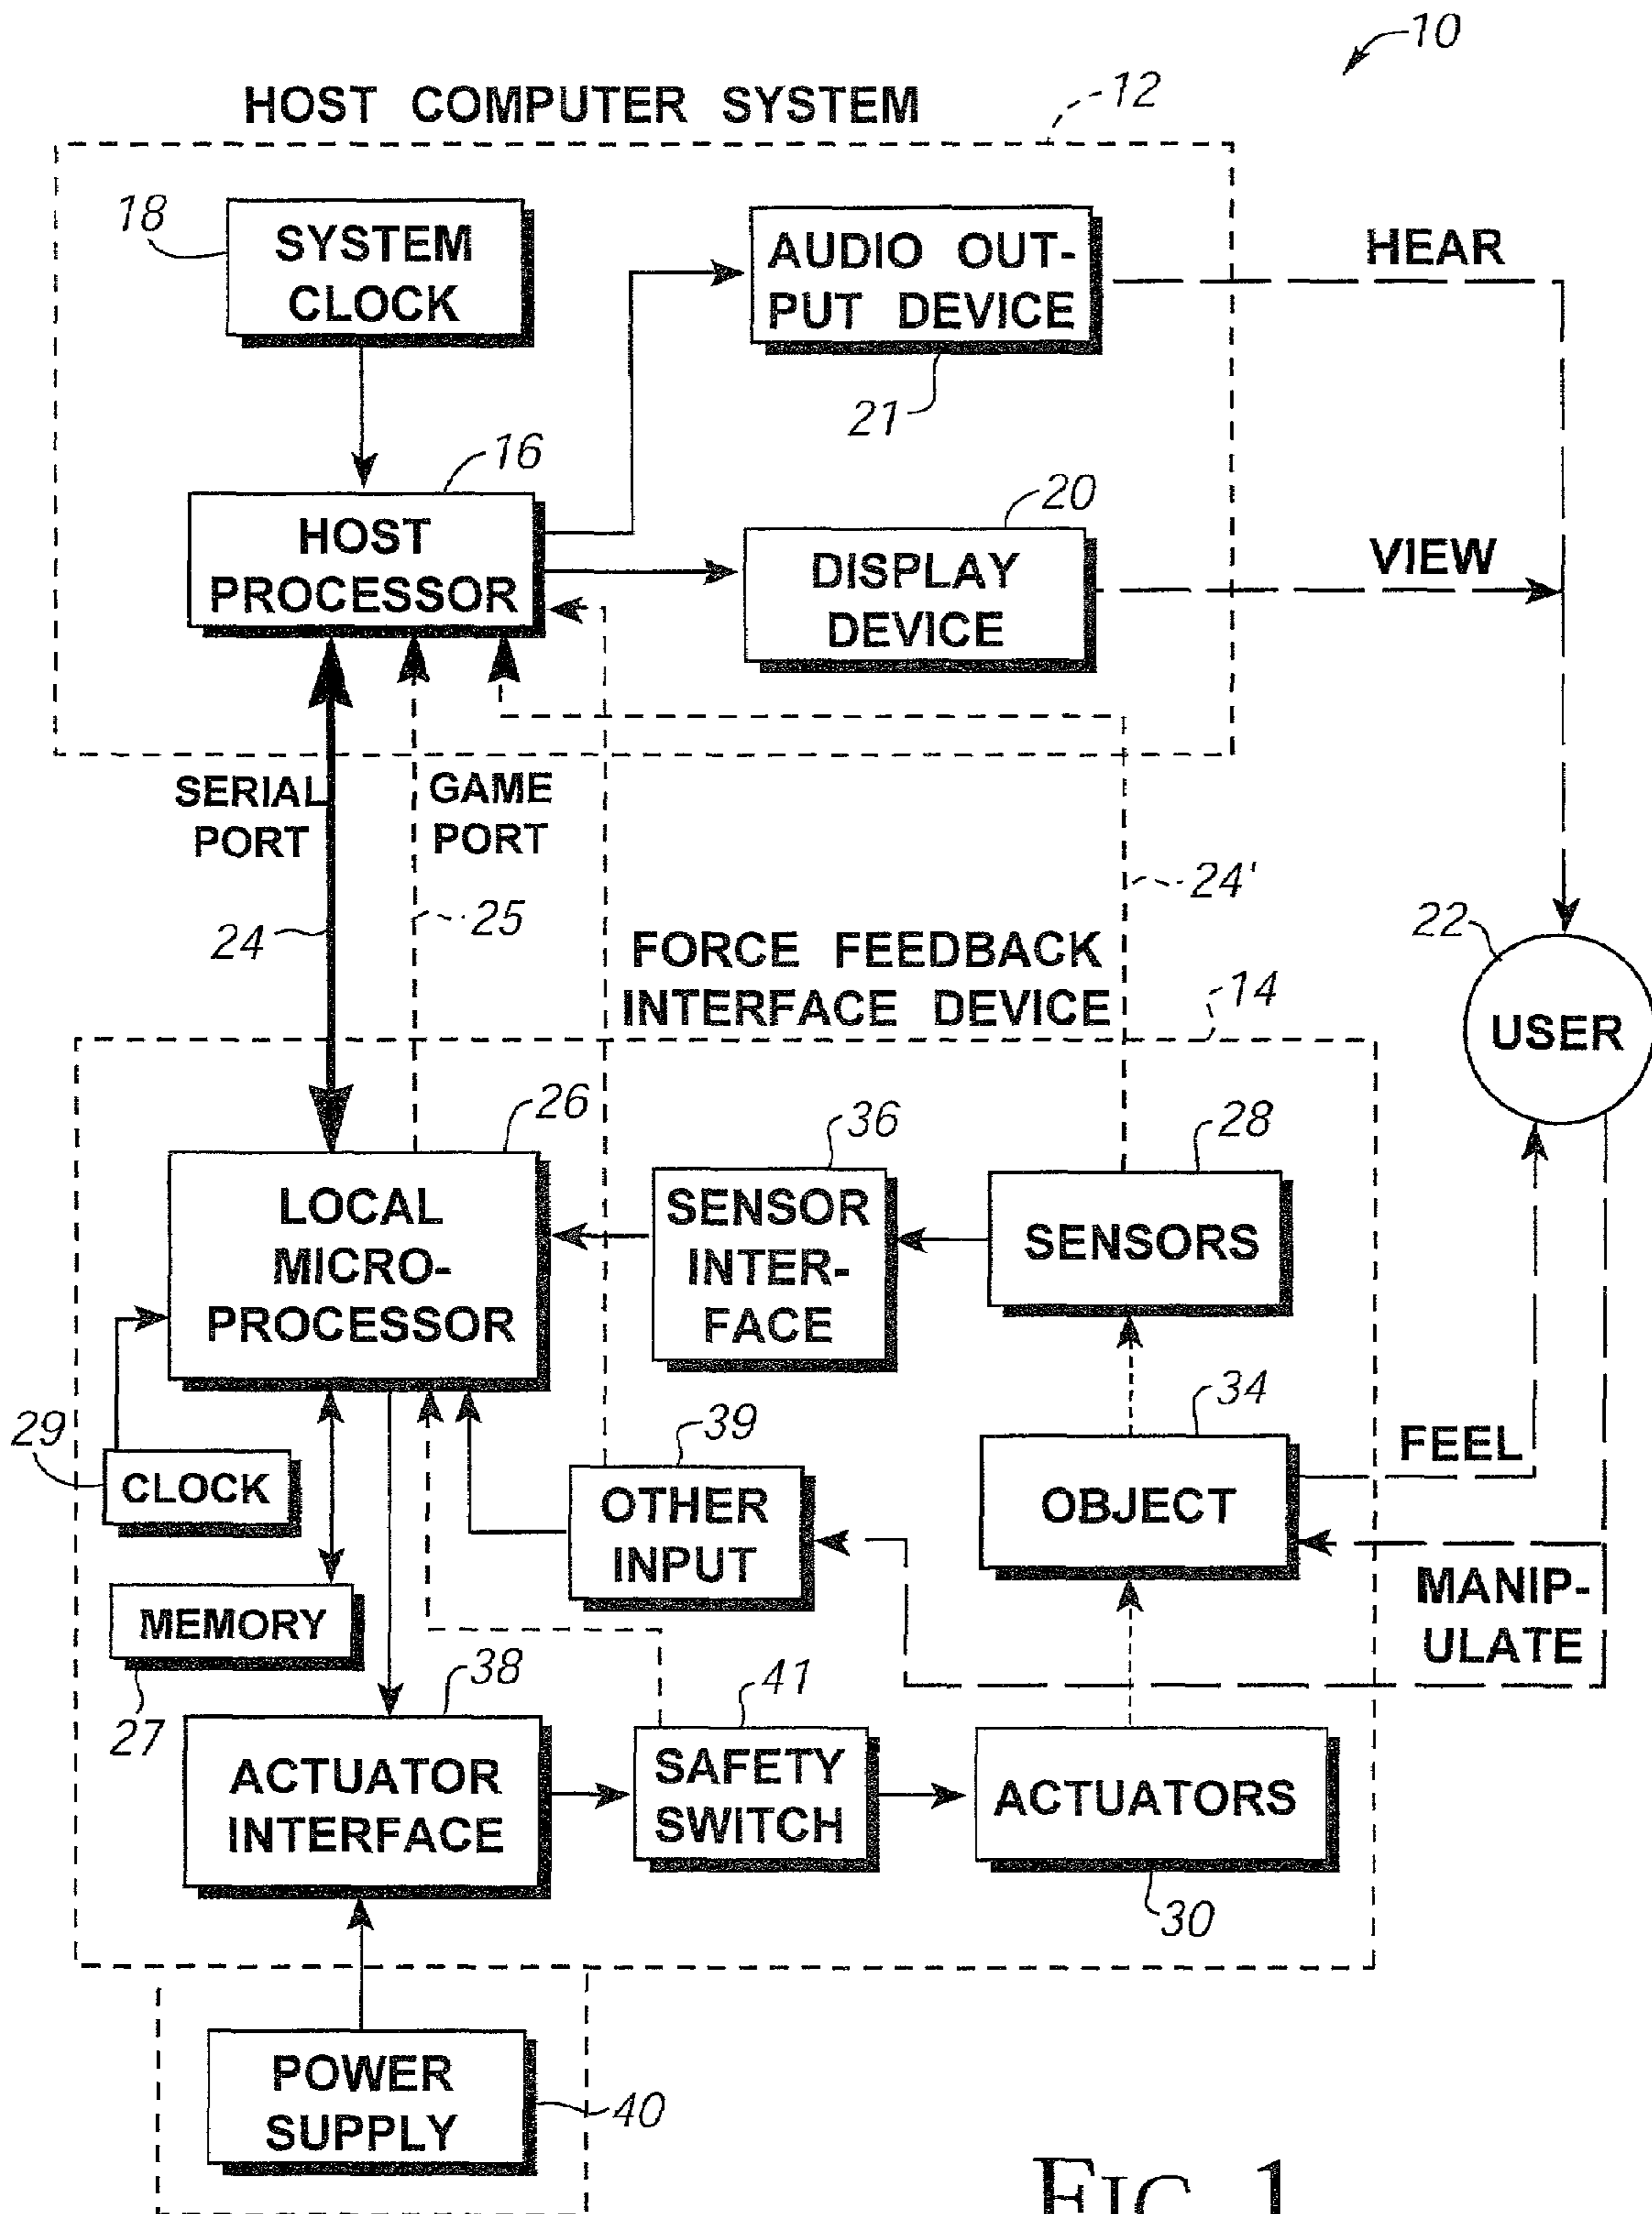 10
HOST COMPUTER SYSTEM
12
18
SYSTEM
CLOCK
AUDIO OUT-
PUT DEVICE
HEAR
21
16
HOST
PROCESSOR
20
DISPLAY
DEVICE
VIEW
SERIAL
PORT
GAME
PORT
24
25
24'
FORCE FEEDBACK
INTERFACE DEVICE
14
22
USER
26
LOCAL
MICRO-
PROCESSOR
36
SENSOR
INTER-
FACE
28
SENSORS
29
CLOCK
39
OTHER
INPUT
34
OBJECT
FEEL
MANIP-
ULATE
MEMORY
27
38
ACTUATOR
INTERFACE
41
SAFETY
SWITCH
ACTUATORS
30
POWER
SUPPLY
40
FIG. 1